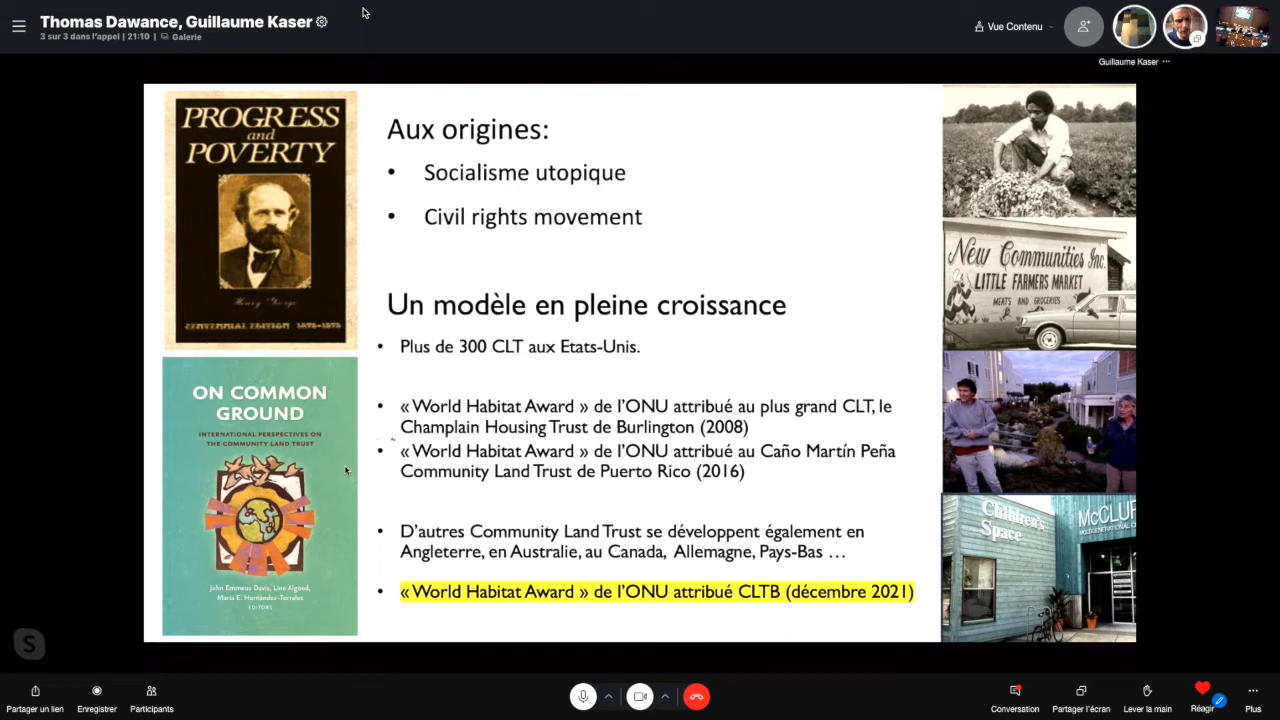 Thomas Dawance, Guillaume Kaser
3 sur 3 dans l'appel | 21:10 | Galerie
Vue Contenu
Guillaume Kaser
PROGRESS
and
POVERTY
Henry George
CENTENNIAL EDITION 1879-1979
Aux origines:
• Socialisme utopique
• Civil rights movement
Un modèle en pleine croissance
• Plus de 300 CLT aux Etats-Unis.
• « World Habitat Award » de l'ONU attribué au plus grand CLT, le
Champlain Housing Trust de Burlington (2008)
• « World Habitat Award » de l'ONU attribué au Caño Martín Peña
Community Land Trust de Puerto Rico (2016)
• D'autres Community Land Trust se développent également en
Angleterre, en Australie, au Canada, Allemagne, Pays-Bas …
• « World Habitat Award » de l'ONU attribué CLTB (décembre 2021)
ON COMMON
GROUND
INTERNATIONAL PERSPECTIVES ON
THE COMMUNITY LAND TRUST
John Emmeus Davis, Line Algoed,
María E. Hernández-Torrales
EDITORS
New Communities Inc.
LITTLE FARMERS MARKET
MEATS AND GROCERIES
Children's
Space
McCLUR
S
Partager un lien
Enregistrer
Participants
Conversation
Partager l'écran
Lever la main
Réagir
Plus